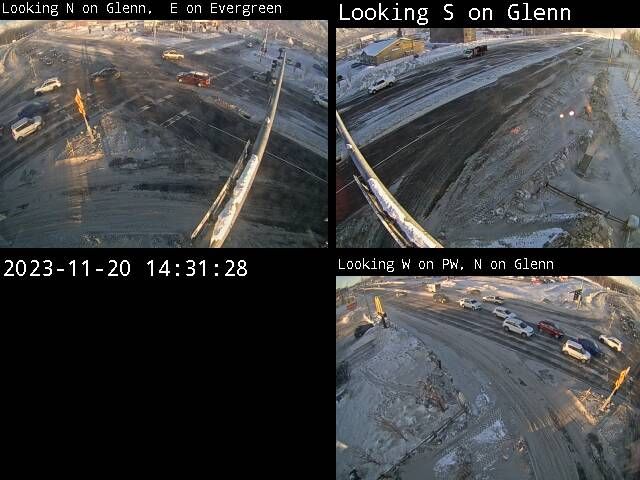 Looking N on Glenn,  E on Evergreen
Looking S on Glenn
2023-11-20 14:31:28
Looking W on PW, N on Glenn